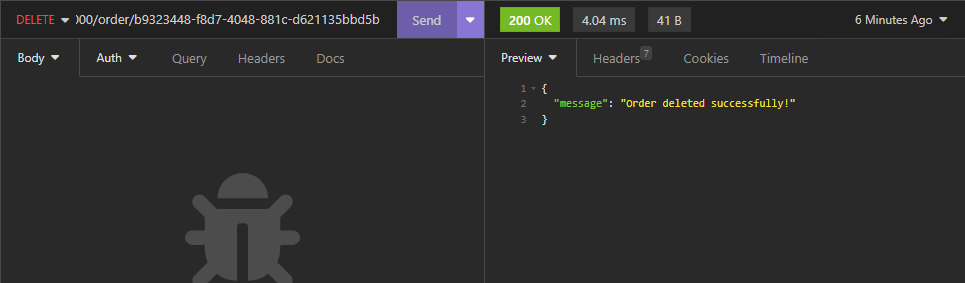 DELETE 000/order/b9323448-f8d7-4048-881c-d621135bbd5b Send 200 OK 4.04 ms 41 B 6 Minutes Ago
Body Auth Query Headers Docs Preview Headers 7 Cookies Timeline
1 {
2 "message": "Order deleted successfully!"
3 }